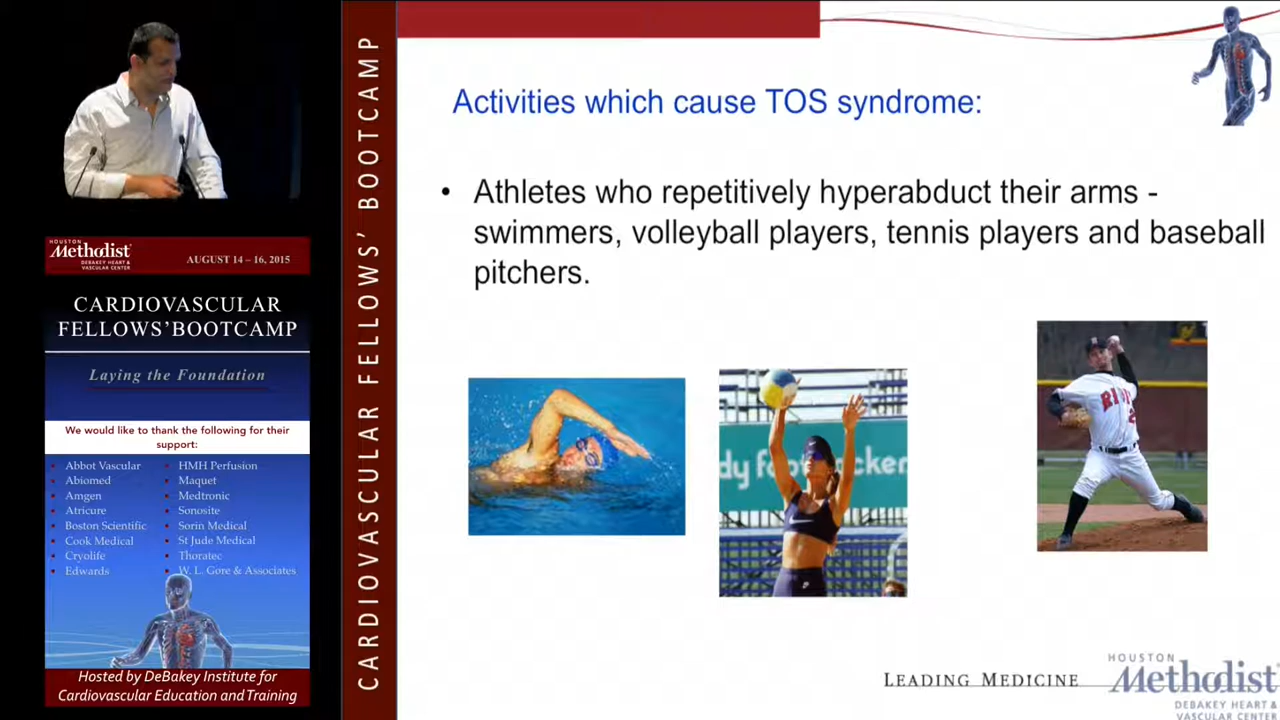 HOUSTON
Methodist
DEBAKEY HEART &
VASCULAR CENTER
AUGUST 14 – 16, 2015
CARDIOVASCULAR
FELLOWS'BOOTCAMP
Laying the Foundation
We would like to thank the following for their
support:
Abbot Vascular
Abiomed
Amgen
Atricure
Boston Scientific
Cook Medical
Cryolife
Edwards
HMH Perfusion
Maquet
Medtronic
Sonosite
Sorin Medical
St Jude Medical
Thoratec
W. L. Gore & Associates
Hosted by DeBakey Institute for
Cardiovascular Education and Training
CARDIOVASCULAR FELLOWS' BOOTCAMP
Activities which cause TOS syndrome:
• Athletes who repetitively hyperabduct their arms -
swimmers, volleyball players, tennis players and baseball
pitchers.
LEADING MEDICINE
HOUSTON
Methodist
DEBAKEY HEART &
VASCULAR CENTER